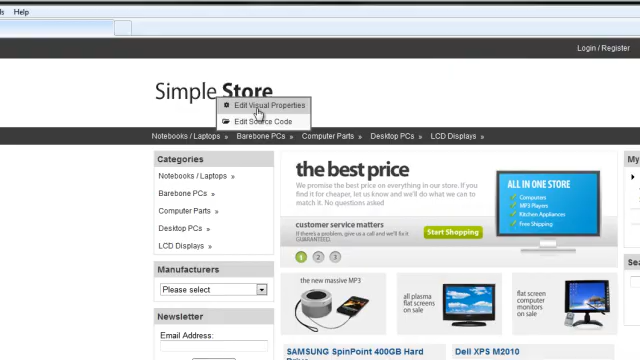 Help
Login / Register
Simple Store
Edit Visual Properties
Edit Source Code
Notebooks / Laptops » Barebone PCs » Computer Parts » Desktop PCs » LCD Displays »
Categories
Notebooks / Laptops »
Barebone PCs »
Computer Parts »
Desktop PCs »
LCD Displays »
Manufacturers
Please select
Newsletter
Email Address:
the best price
We promise the best price on everything in our store. If you
find it for cheaper, let us know and we'll do what we can to
match it. No questions asked
customer service matters
If there's a problem, give us a call and we'll fix it
GUARANTEED.
Start Shopping
ALL IN ONE STORE
Computers
MP3 Players
Kitchen Appliances
Free Shipping
1 2 3
the new massive MP3
all plasma
flat screens
on sale
flat screen
computer
monitors
on sale
SAMSUNG SpinPoint 400GB Hard
Dell XPS M2010
My